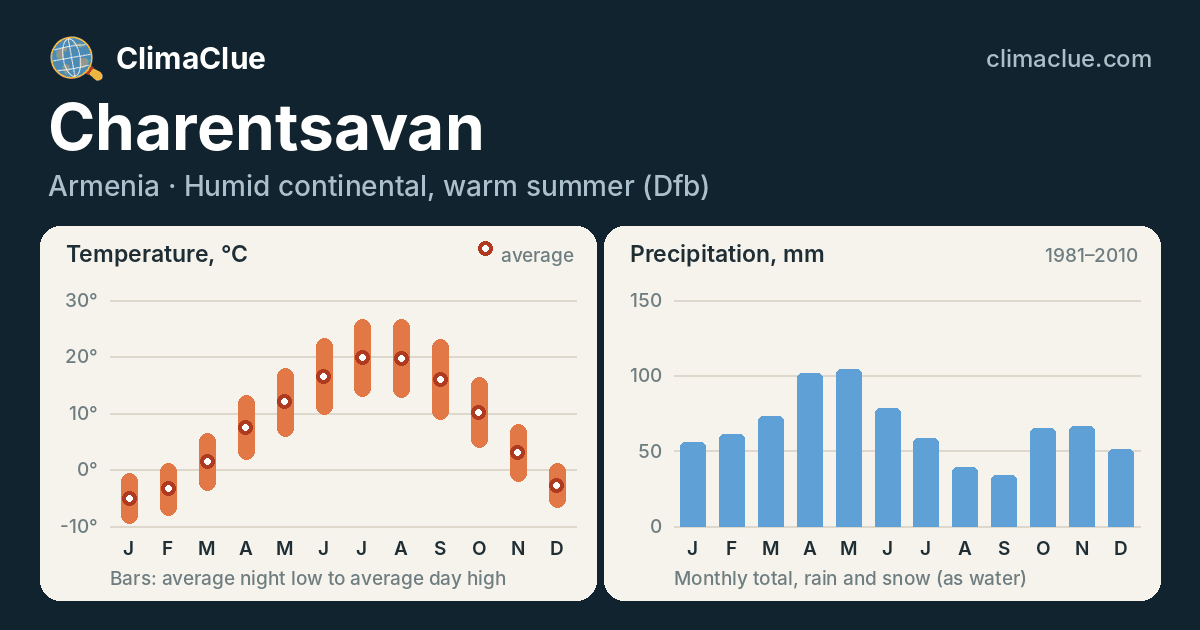 ClimaClue
climaclue.com
Charentsavan
Armenia · Humid continental, warm summer (Dfb)
Temperature, °C
average
30°
20°
10°
0°
-10°
J F M A M J J A S O N D
Bars: average night low to average day high
Precipitation, mm
1981–2010
150
100
50
0
J F M A M J J A S O N D
Monthly total, rain and snow (as water)